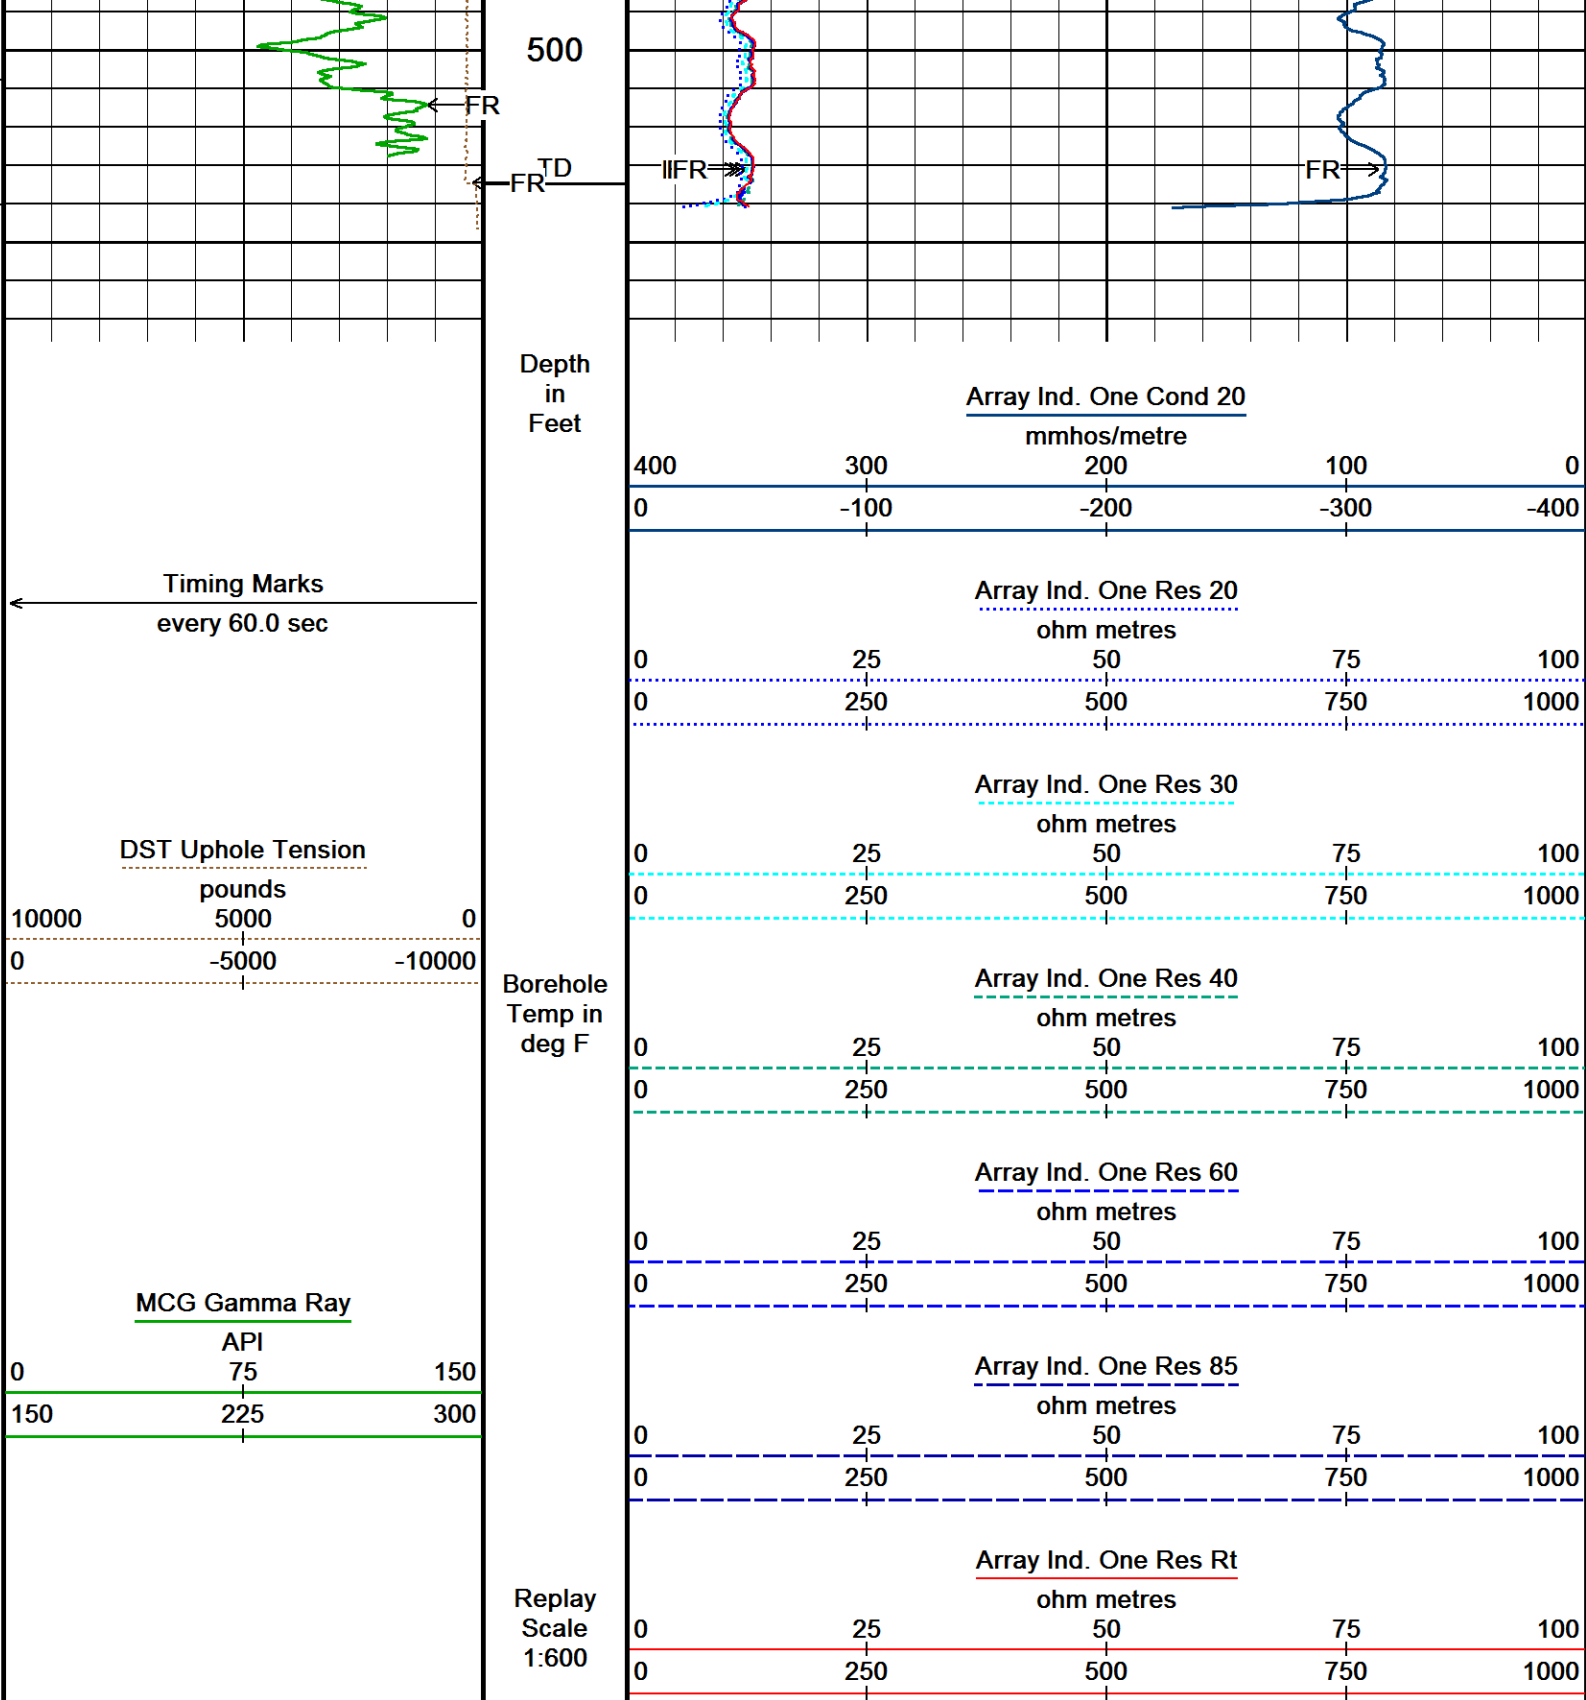 500
FR
TD
FR
IIFR
FR
Depth
in
Feet
Array Ind. One Cond 20
mmhos/metre
400 300 200 100 0
0 -100 -200 -300 -400
Timing Marks
every 60.0 sec
Array Ind. One Res 20
ohm metres
0 25 50 75 100
0 250 500 750 1000
Array Ind. One Res 30
ohm metres
0 25 50 75 100
0 250 500 750 1000
DST Uphole Tension
pounds
10000 5000 0
0 -5000 -10000
Borehole
Temp in
deg F
Array Ind. One Res 40
ohm metres
0 25 50 75 100
0 250 500 750 1000
Array Ind. One Res 60
ohm metres
0 25 50 75 100
0 250 500 750 1000
MCG Gamma Ray
API
0 75 150
150 225 300
Array Ind. One Res 85
ohm metres
0 25 50 75 100
0 250 500 750 1000
Replay
Scale
1:600
Array Ind. One Res Rt
ohm metres
0 25 50 75 100
0 250 500 750 1000